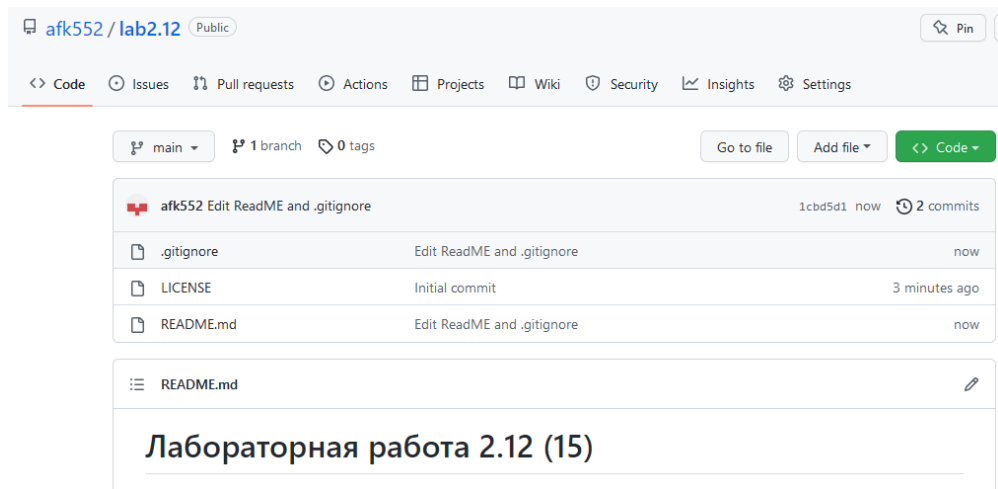 afk552 / lab2.12 Public Pin
Code Issues Pull requests Actions Projects Wiki Security Insights Settings
main 1 branch 0 tags Go to file Add file Code
afk552 Edit ReadME and .gitignore 1cbd5d1 now 2 commits
.gitignore Edit ReadME and .gitignore now
LICENSE Initial commit 3 minutes ago
README.md Edit ReadME and .gitignore now
README.md
Лабораторная работа 2.12 (15)